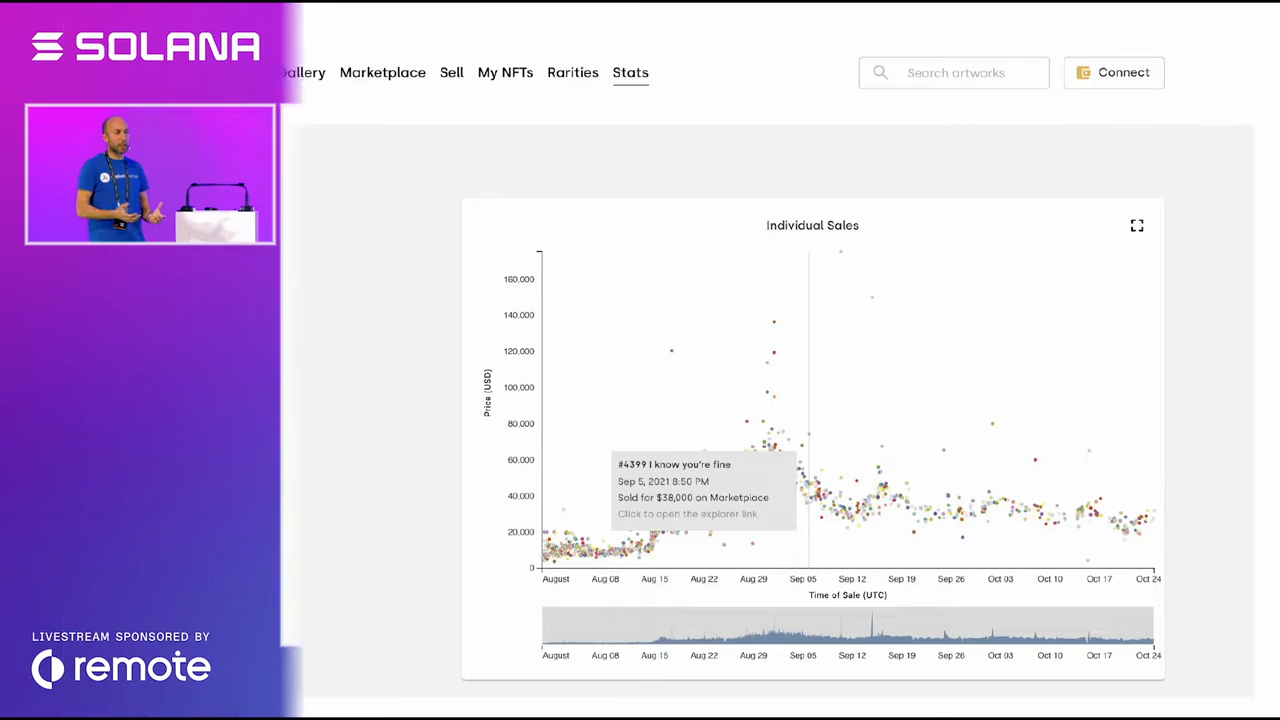 SOLANA
Gallery Marketplace Sell My NFTs Rarities Stats
Search artworks
Connect
Individual Sales
160,000
140,000
120,000
100,000
80,000
60,000
40,000
20,000
0
Price (USD)
#4399 I know you're fine
Sep 5, 2021 8:50 PM
Sold for $38,000 on Marketplace
Click to open the explorer link
August Aug 08 Aug 15 Aug 22 Aug 29 Sep 05 Sep 12 Sep 19 Sep 26 Oct 03 Oct 10 Oct 17 Oct 24
Time of Sale (UTC)
August Aug 08 Aug 15 Aug 22 Aug 29 Sep 05 Sep 12 Sep 19 Sep 26 Oct 03 Oct 10 Oct 17 Oct 24
LIVESTREAM SPONSORED BY
remote